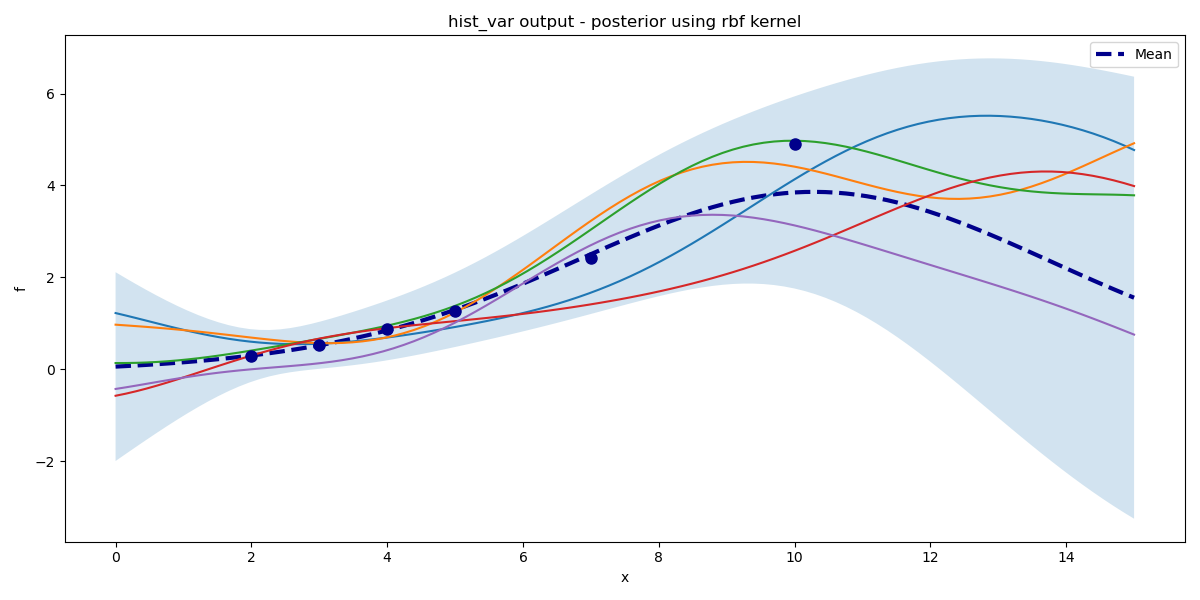 hist_var output - posterior using rbf kernel
Mean
f
6
4
2
0
−2
0 2 4 6 8 10 12 14
x